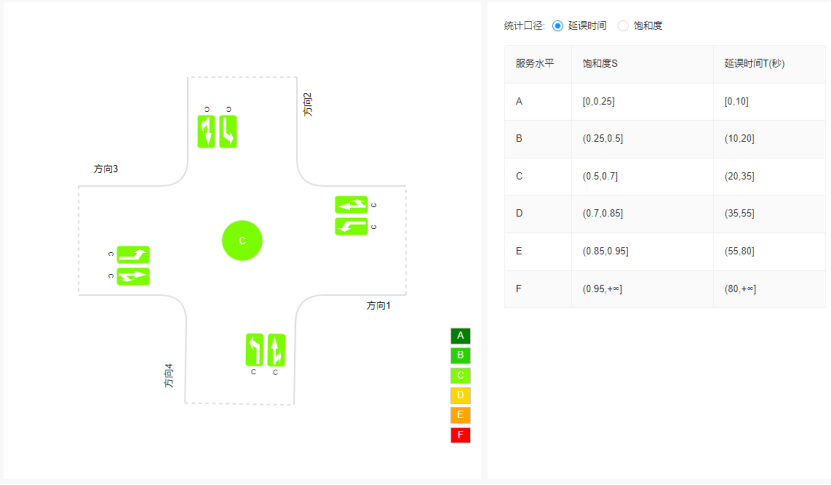 统计口径: 延误时间 饱和度
服务水平 饱和度S 延误时间T(秒)
A [0,0.25] [0,10]
B (0.25,0.5] (10,20]
C (0.5,0.7] (20,35]
D (0.7,0.85] (35,55]
E (0.85,0.95] (55,80]
F (0.95,+∞] (80,+∞]
方向2
C C
方向3
C
C
C
C
C
方向1
C C
方向4
A
B
C
D
E
F